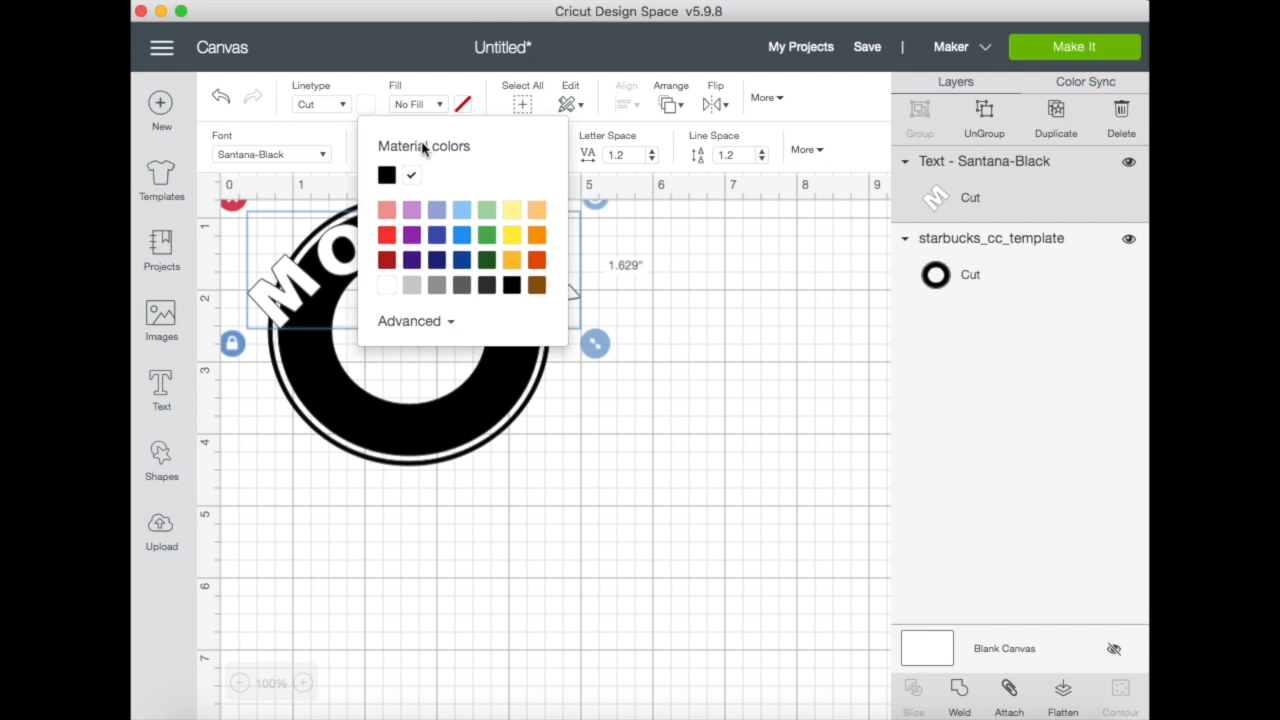 Cricut Design Space v5.9.8
Canvas
Untitled*
My Projects
Save
|
Maker
Make It
Linetype
Cut
Fill
No Fill
Select All
Edit
Align
Arrange
Flip
More
Font
Santana-Black
Letter Space
VA
1.2
Line Space
1.2
More
Layers
Color Sync
Group
UnGroup
Duplicate
Delete
Text - Santana-Black
M
Cut
starbucks_cc_template
Cut
New
Templates
Projects
Images
Text
Shapes
Upload
Material colors
Advanced
0 1 5 6 7 8 9
1
2
3
4
5
6
7
MO
1.629"
100%
Blank Canvas
Slice
Weld
Attach
Flatten
Contour